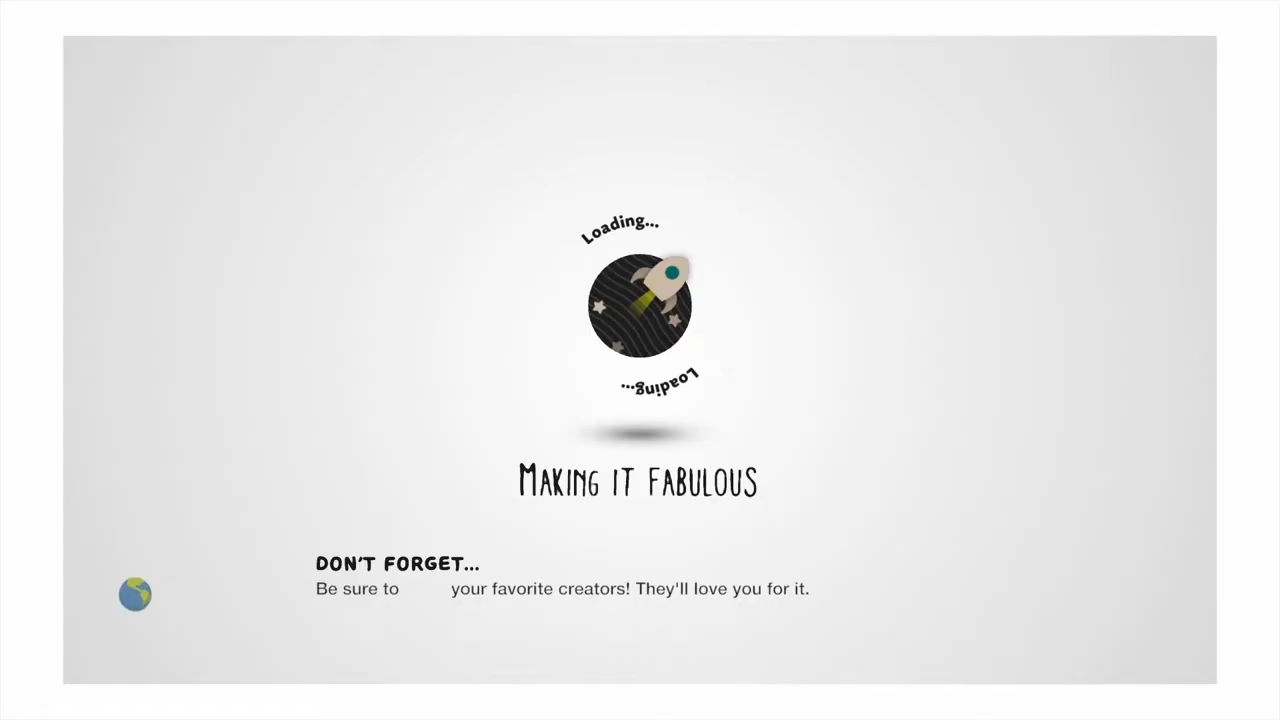 Loading...
Loading...
MAKING IT FABULOUS
DON'T FORGET...
Be sure to your favorite creators! They'll love you for it.